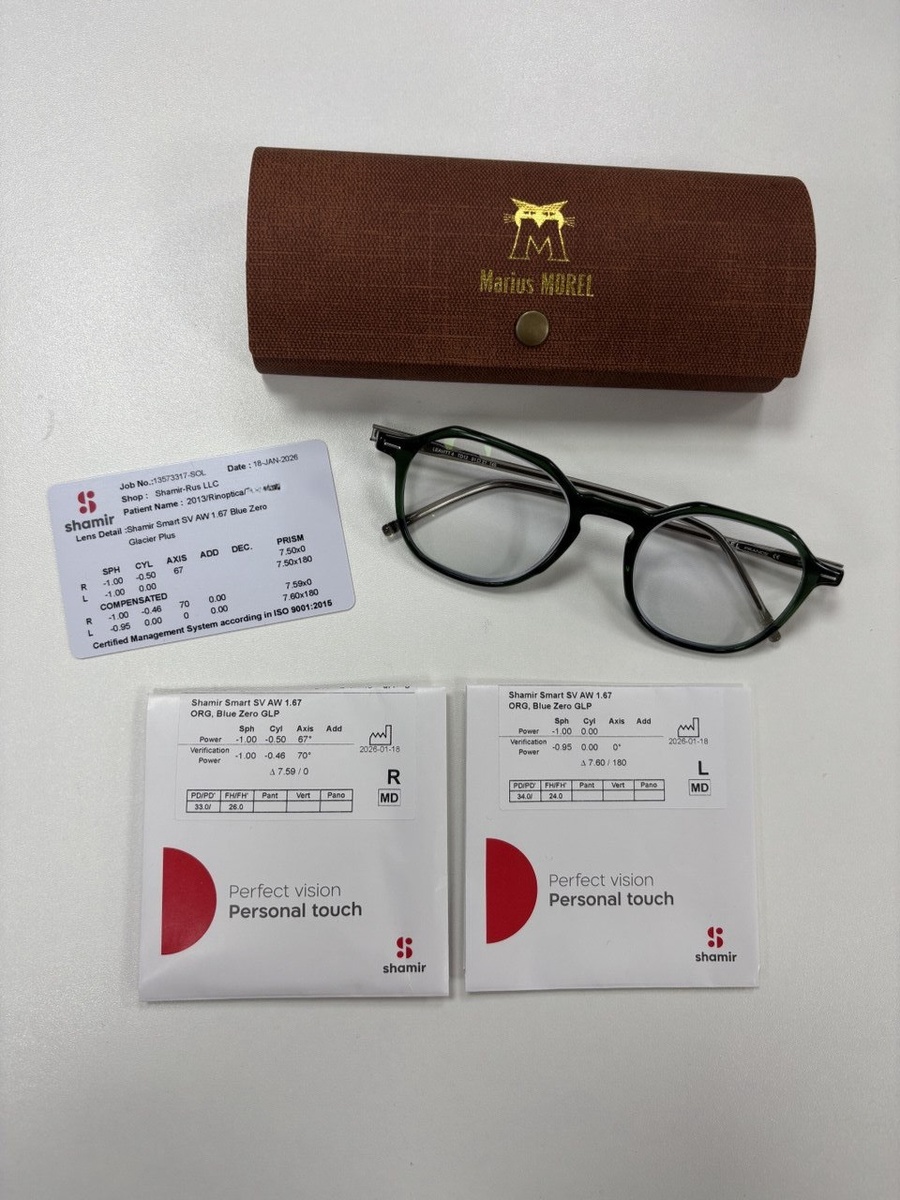 M
Marius MOREL
shamir
Job No.:13573317-SOL Date : 18-JAN-2026
Shop : Shamir-Rus LLC
Patient Name : 2013/Rinoptica/
Lens Detail :Shamir Smart SV AW 1.67 Blue Zero
Glacier Plus
SPH CYL AXIS ADD DEC. PRISM
R -1.00 -0.50 67 7.50x0
L -1.00 0.00 7.50x180
COMPENSATED
R -1.00 -0.46 70 0.00 7.59x0
L -0.95 0.00 0 0.00 7.60x180
Certified Management System according in ISO 9001:2015
Shamir Smart SV AW 1.67
ORG, Blue Zero GLP
Sph Cyl Axis Add
Power -1.00 -0.50 67°
Verification Power -1.00 -0.46 70°
Δ 7.59 / 0
2026-01-18
R
MD
PD/PD' FH/FH' Pant Vert Pano
33.0/ 26.0
Perfect vision
Personal touch
shamir
Shamir Smart SV AW 1.67
ORG, Blue Zero GLP
Sph Cyl Axis Add
Power -1.00 0.00
Verification Power -0.95 0.00 0°
Δ 7.60 / 180
2026-01-18
L
MD
PD/PD' FH/FH' Pant Vert Pano
34.0/ 24.0
Perfect vision
Personal touch
shamir